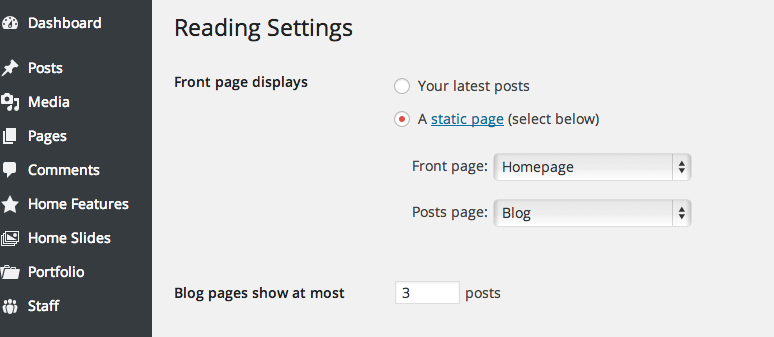 Dashboard
Posts
Media
Pages
Comments
Home Features
Home Slides
Portfolio
Staff
Reading Settings
Front page displays
Your latest posts
A static page (select below)
Front page: Homepage
Posts page: Blog
Blog pages show at most 3 posts